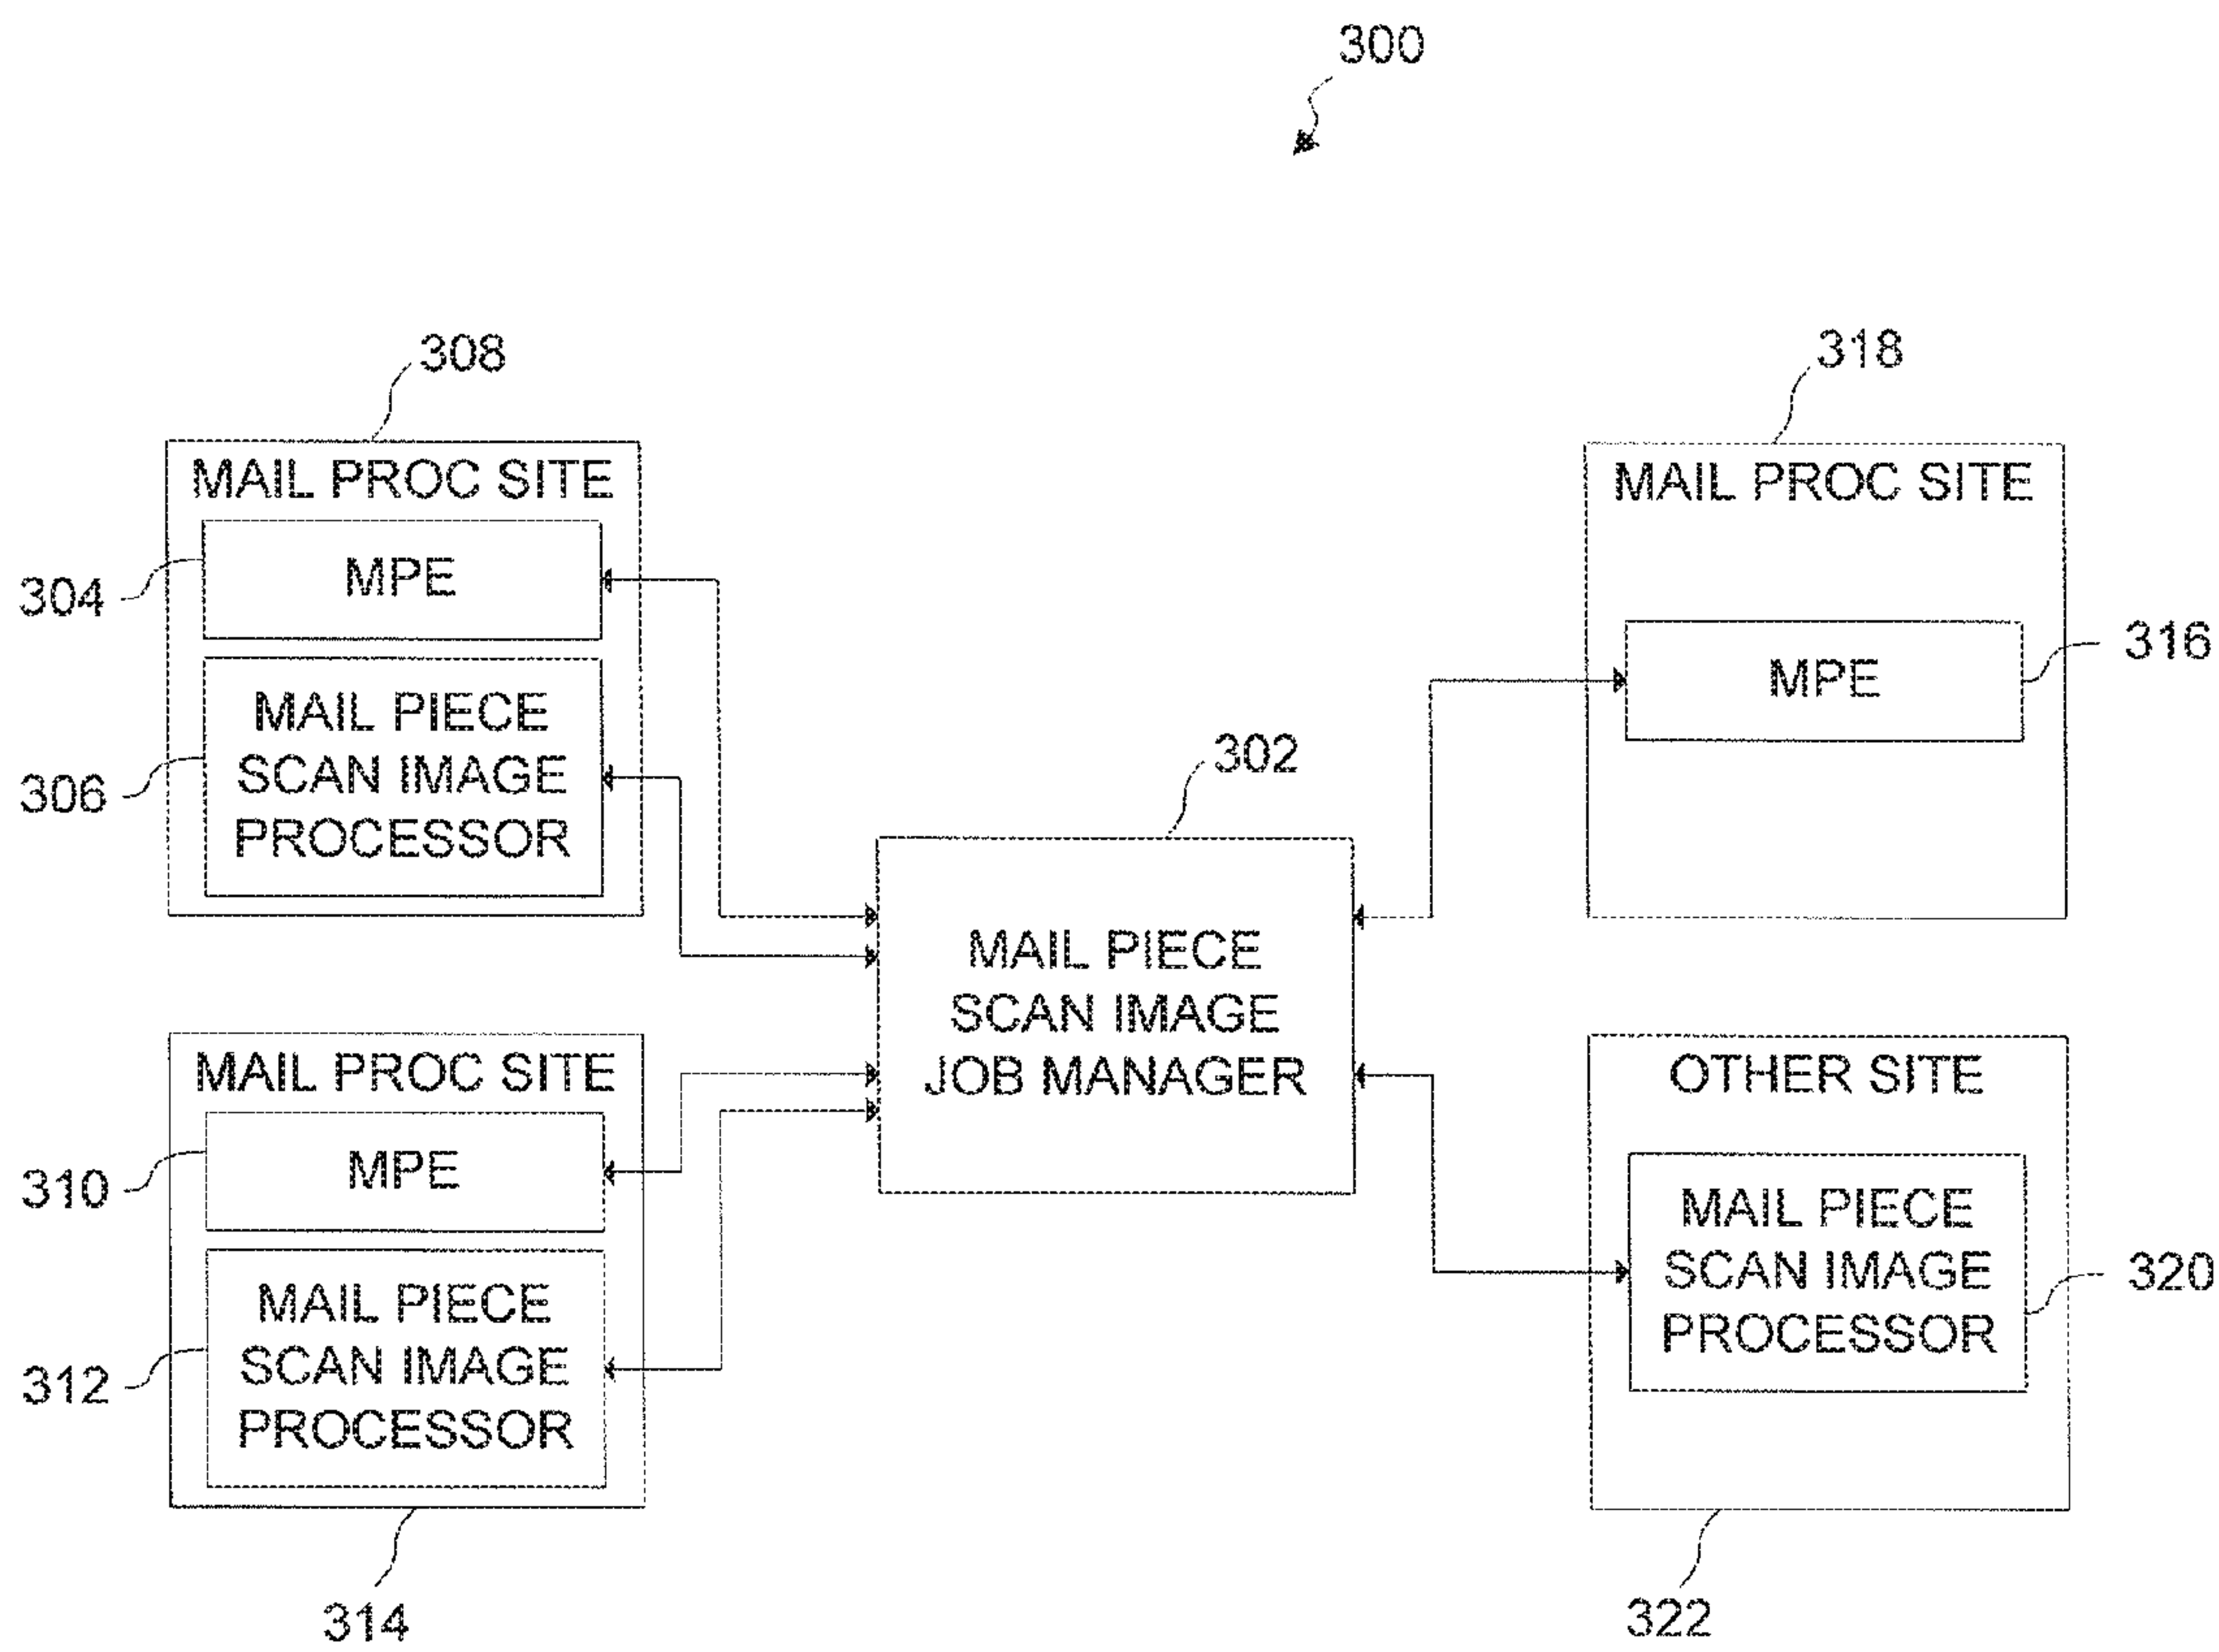 300
308
MAIL PROC SITE
304
MPE
306
MAIL PIECE
SCAN IMAGE
PROCESSOR
318
MAIL PROC SITE
MPE
316
302
MAIL PIECE
SCAN IMAGE
JOB MANAGER
MAIL PROC SITE
310
MPE
312
MAIL PIECE
SCAN IMAGE
PROCESSOR
314
OTHER SITE
MAIL PIECE
SCAN IMAGE
PROCESSOR
320
322